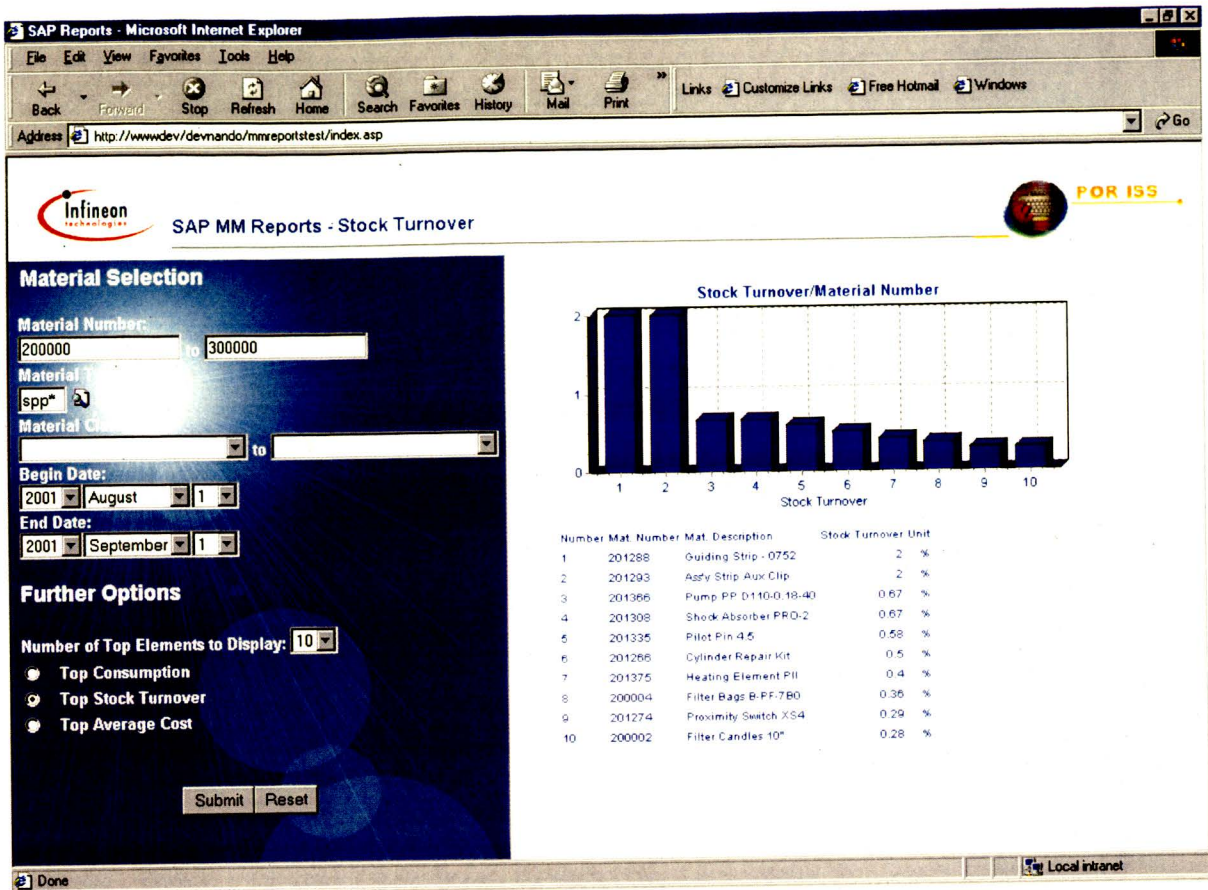 SAP Reports - Microsoft Internet Explorer
File Edit View Favorites Tools Help
Back Forward Stop Refresh Home Search Favorites History Mail Print » Links Customize Links Free Hotmail Windows
Address http://wwwdev/devnando/mmreportstest/index.asp Go
Infineon
technologies
SAP MM Reports - Stock Turnover
POR ISS
Material Selection
Material Number:
200000 to 300000
Material
spp*
Material
to
Begin Date:
2001 August 1
End Date:
2001 September 1
Further Options
Number of Top Elements to Display: 10
Top Consumption
Top Stock Turnover
Top Average Cost
Submit Reset
Stock Turnover/Material Number
2
1
0
1 2 3 4 5 6 7 8 9 10
Stock Turnover
Number Mat. Number Mat. Description Stock Turnover Unit
1 201288 Guiding Strip - 0752 2 %
2 201293 Ass'y Strip Aux Clip 2 %
3 201366 Pump PP D110-0.18-40 0.67 %
4 201308 Shock Absorber PRO-2 0.67 %
5 201335 Pilot Pin 4.5 0.58 %
6 201266 Cylinder Repair Kit 0.5 %
7 201375 Heating Element PII 0.4 %
8 200004 Filter Bags B-PF-7B0 0.36 %
9 201274 Proximity Switch XS4 0.29 %
10 200002 Filter Candles 10" 0.28 %
Done Local intranet